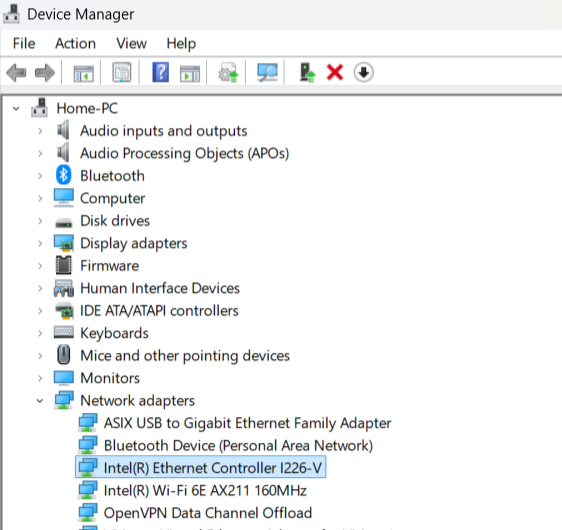 Device Manager
File Action View Help
Home-PC
Audio inputs and outputs
Audio Processing Objects (APOs)
Bluetooth
Computer
Disk drives
Display adapters
Firmware
Human Interface Devices
IDE ATA/ATAPI controllers
Keyboards
Mice and other pointing devices
Monitors
Network adapters
ASIX USB to Gigabit Ethernet Family Adapter
Bluetooth Device (Personal Area Network)
Intel(R) Ethernet Controller I226-V
Intel(R) Wi-Fi 6E AX211 160MHz
OpenVPN Data Channel Offload